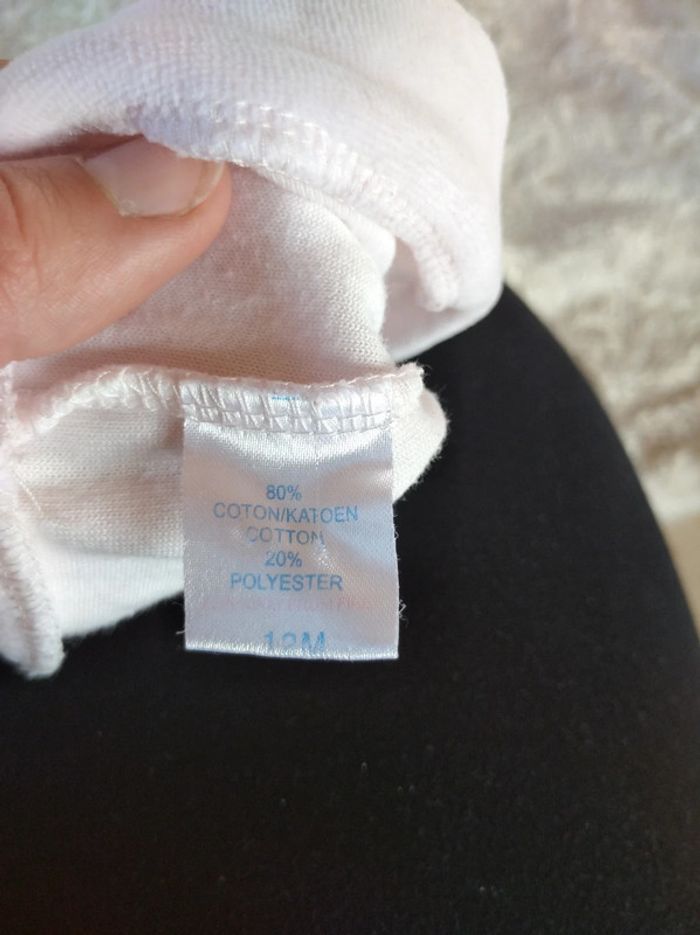 80%
COTON/KATOEN
COTTON
20%
POLYESTER